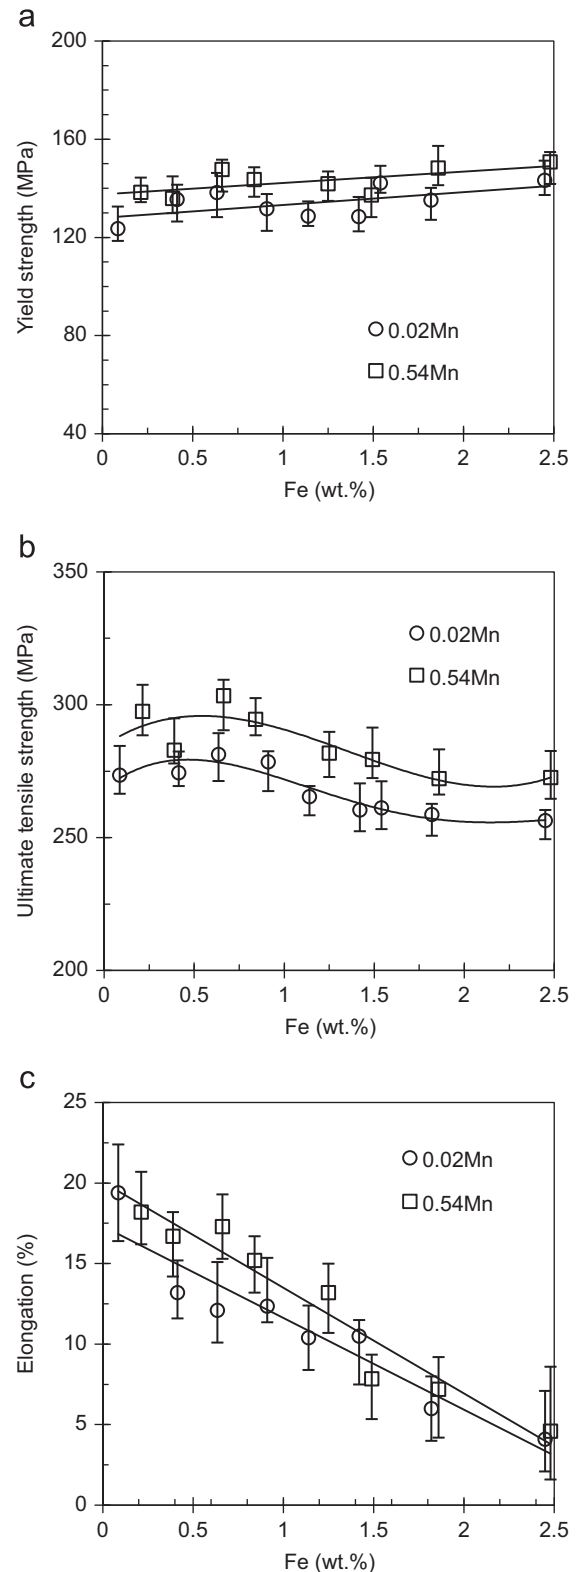 a
200
160
120
80
40
Yield strength (MPa)
0.02Mn
0.54Mn
0 0.5 1 1.5 2 2.5
Fe (wt.%)
b
350
300
250
200
Ultimate tensile strength (MPa)
0.02Mn
0.54Mn
0 0.5 1 1.5 2 2.5
Fe (wt.%)
c
25
20
15
10
5
0
Elongation (%)
0.02Mn
0.54Mn
0 0.5 1 1.5 2 2.5
Fe (wt.%)